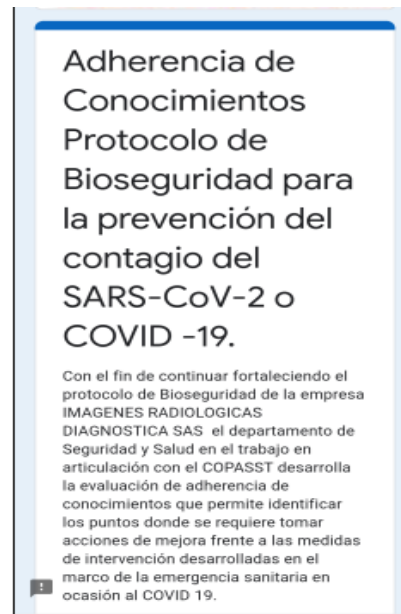 Adherencia de
Conocimientos
Protocolo de
Bioseguridad para
la prevención del
contagio del
SARS-CoV-2 o
COVID -19.
Con el fin de continuar fortaleciendo el
protocolo de Bioseguridad de la empresa
IMAGENES RADIOLOGICAS
DIAGNOSTICA SAS el departamento de
Seguridad y Salud en el trabajo en
articulación con el COPASST desarrolla
la evaluación de adherencia de
conocimientos que permite identificar
los puntos donde se requiere tomar
acciones de mejora frente a las medidas
de intervención desarrolladas en el
marco de la emergencia sanitaria en
ocasión al COVID 19.